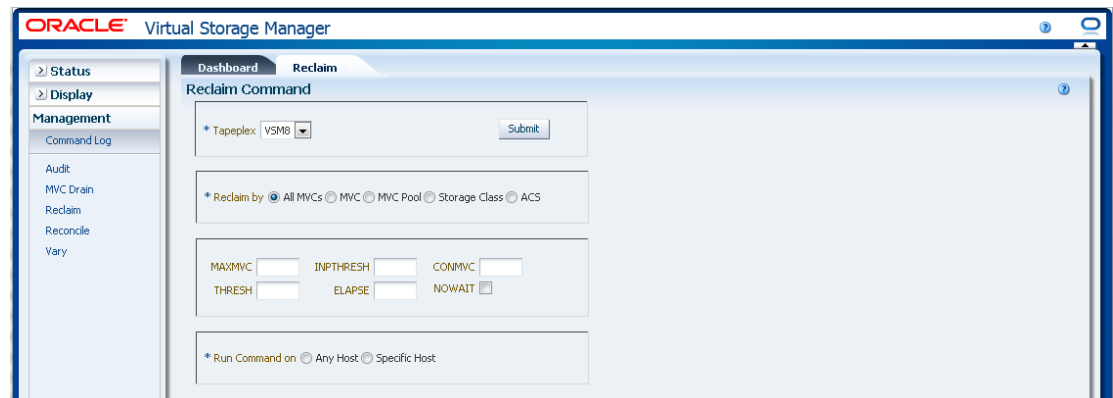 ORACLE Virtual Storage Manager
Status
Dashboard Reclaim
Display
Reclaim Command
Management
Command Log
Audit
MVC Drain
Reclaim
Reconcile
Vary
* Tapeplex VSM8 Submit
* Reclaim by All MVCs MVC MVC Pool Storage Class ACS
MAXMVC INPTHRESH CONMVC
THRESH ELAPSE NOWAIT
* Run Command on Any Host Specific Host